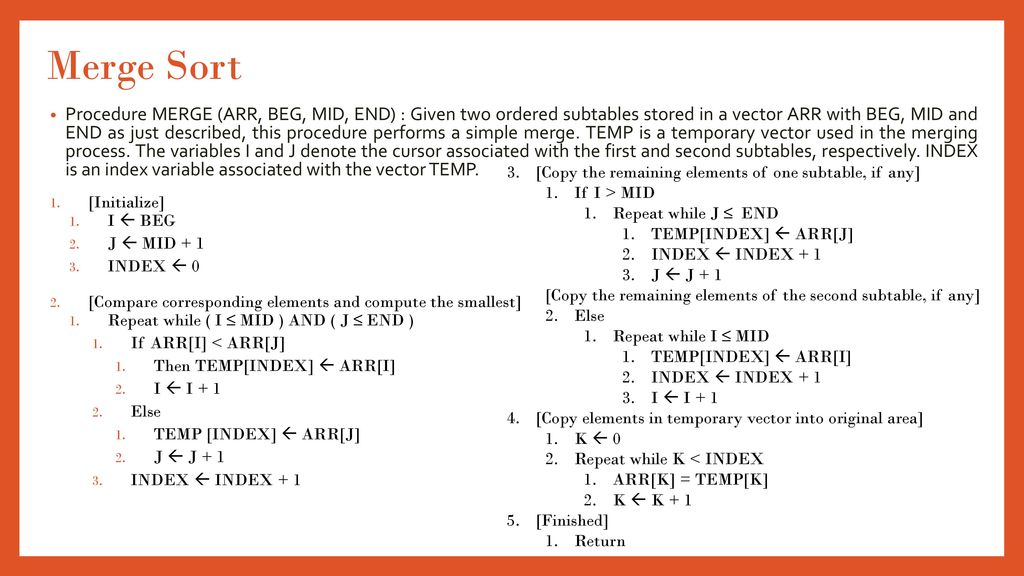 Merge Sort
• Procedure MERGE (ARR, BEG, MID, END) : Given two ordered subtables stored in a vector ARR with BEG, MID and
END as just described, this procedure performs a simple merge. TEMP is a temporary vector used in the merging
process. The variables I and J denote the cursor associated with the first and second subtables, respectively. INDEX
is an index variable associated with the vector TEMP.
1. [Initialize]
1. I ← BEG
2. J ← MID + 1
3. INDEX ← 0
2. [Compare corresponding elements and compute the smallest]
1. Repeat while ( I ≤ MID ) AND ( J ≤ END )
1. If ARR[I] < ARR[J]
1. Then TEMP[INDEX] ← ARR[I]
2. I ← I + 1
2. Else
1. TEMP [INDEX] ← ARR[J]
2. J ← J + 1
3. INDEX ← INDEX + 1
3. [Copy the remaining elements of one subtable, if any]
1. If I > MID
1. Repeat while J ≤ END
1. TEMP[INDEX] ← ARR[J]
2. INDEX ← INDEX + 1
3. J ← J + 1
[Copy the remaining elements of the second subtable, if any]
2. Else
1. Repeat while I ≤ MID
1. TEMP[INDEX] ← ARR[I]
2. INDEX ← INDEX + 1
3. I ← I + 1
4. [Copy elements in temporary vector into original area]
1. K ← 0
2. Repeat while K < INDEX
1. ARR[K] = TEMP[K]
2. K ← K + 1
5. [Finished]
1. Return